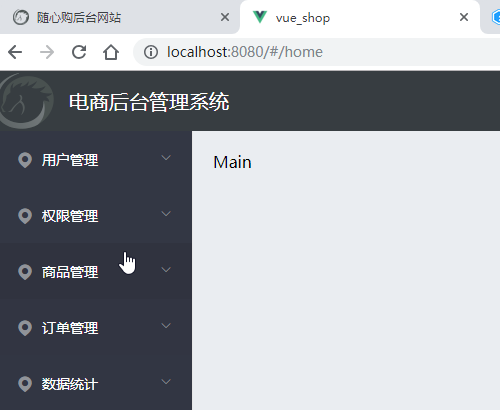 随心购后台网站
vue_shop
localhost:8080/#/home
电商后台管理系统
用户管理
Main
权限管理
商品管理
订单管理
数据统计